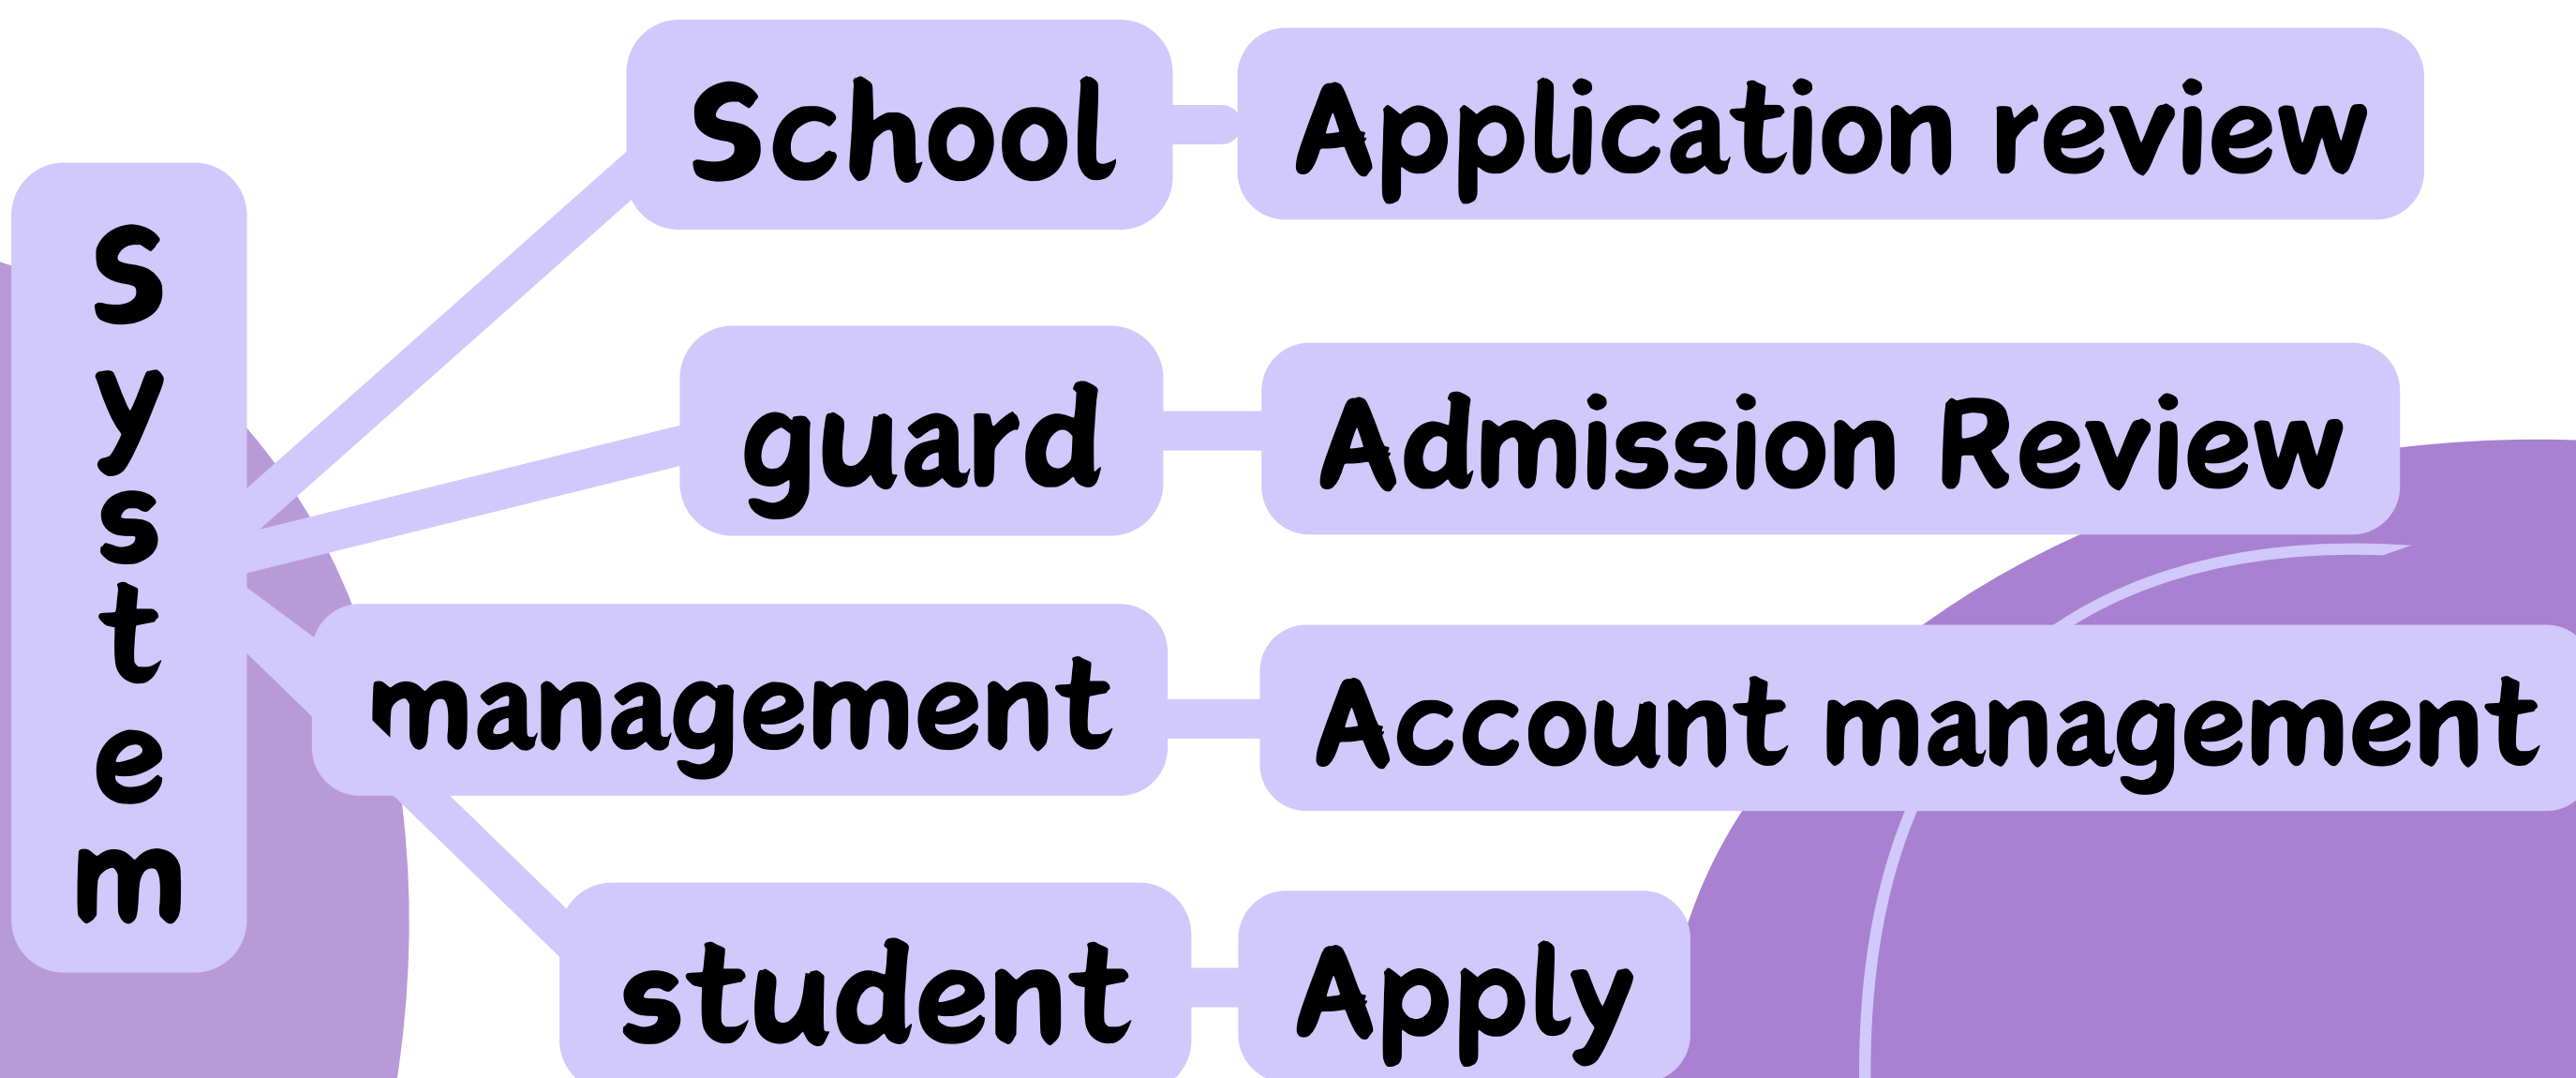 System
School
Application review
guard
Admission Review
management
Account management
student
Apply